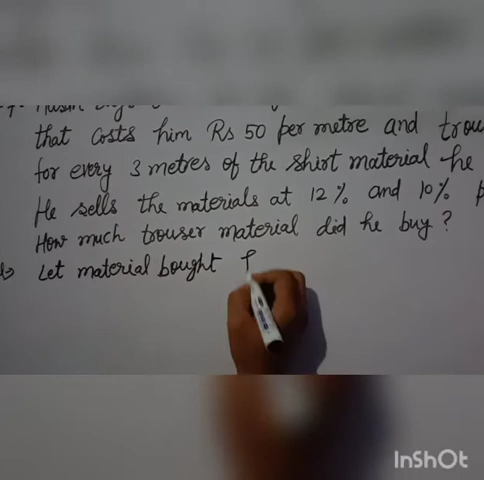 that costs him Rs 50 per metre and trou
for every 3 metres of the shirt material he
He sells the materials at 12% and 10% p
How much trouser material did he buy?
Let material bought f
InShOt